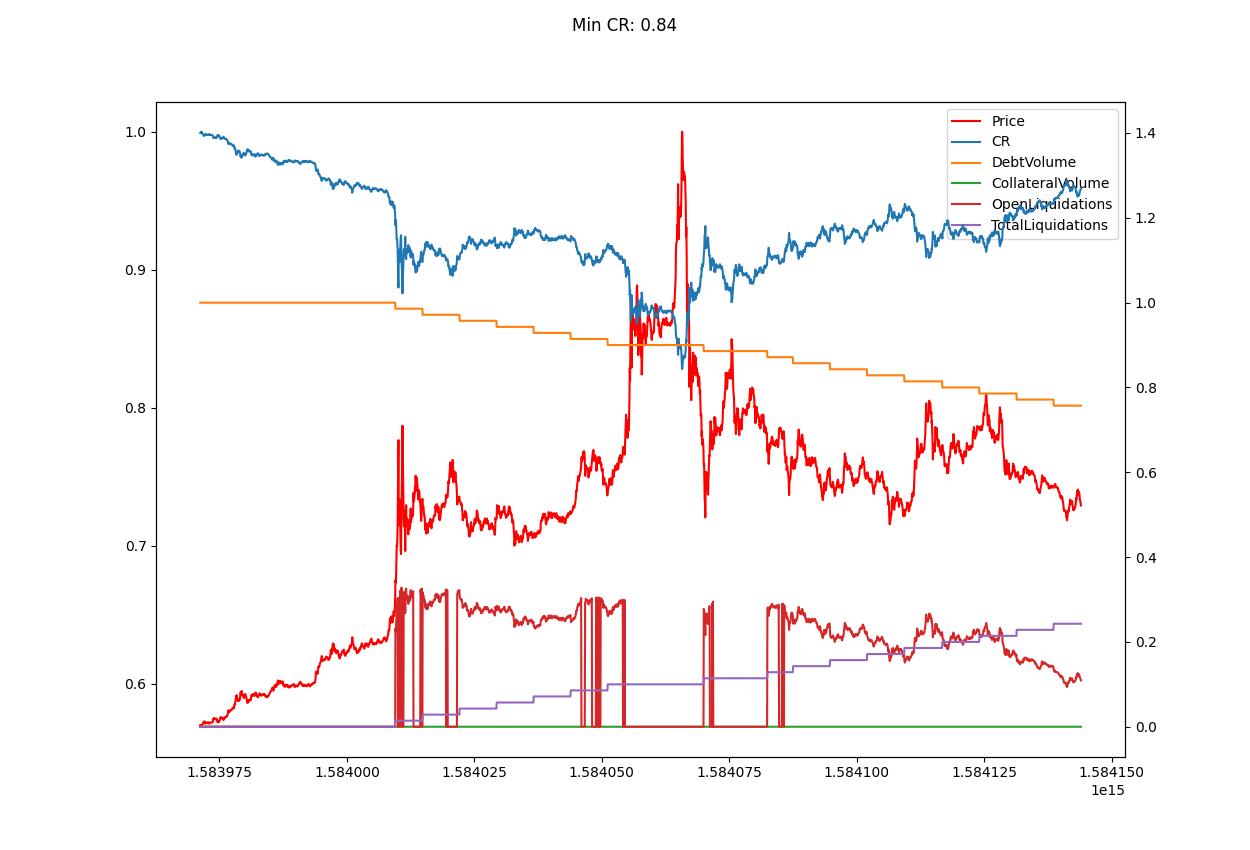 Min CR: 0.84
1.0
0.9
0.8
0.7
0.6
1.4
1.2
1.0
0.8
0.6
0.4
0.2
0.0
Price
CR
DebtVolume
CollateralVolume
OpenLiquidations
TotalLiquidations
1.583975 1.584000 1.584025 1.584050 1.584075 1.584100 1.584125 1.584150
1e15